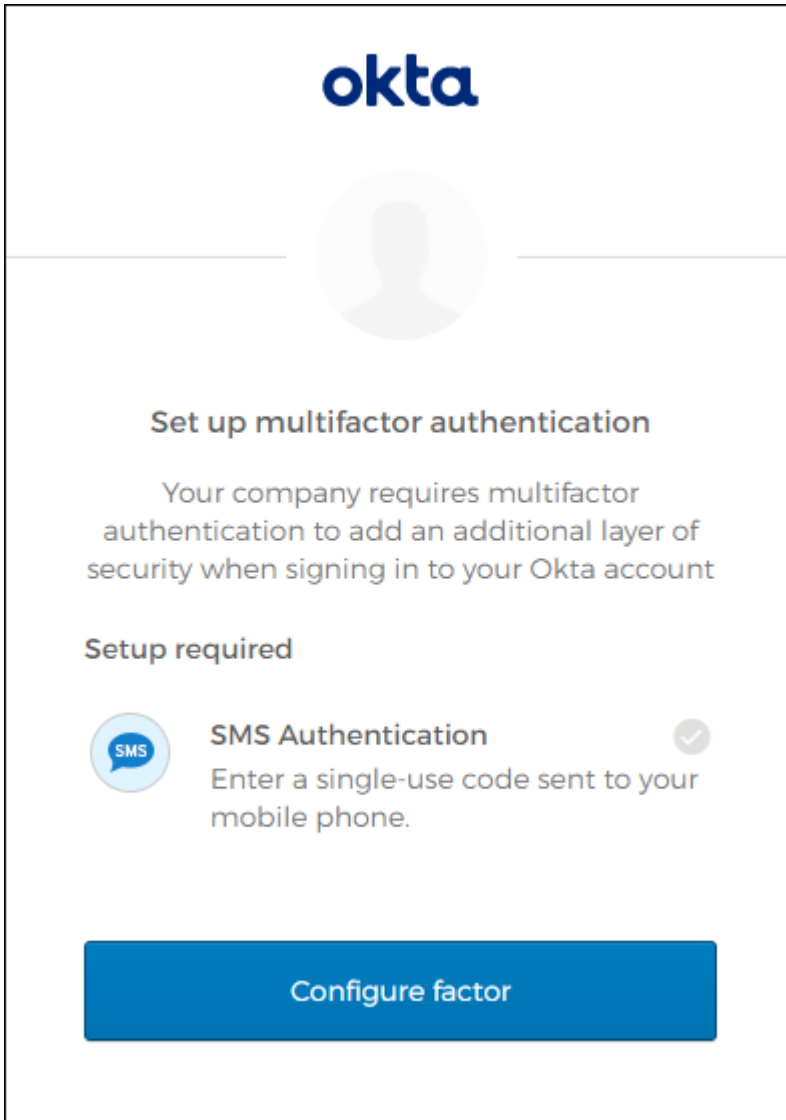 okta
Set up multifactor authentication
Your company requires multifactor
authentication to add an additional layer of
security when signing in to your Okta account
Setup required
SMS
SMS Authentication
Enter a single-use code sent to your
mobile phone.
Configure factor